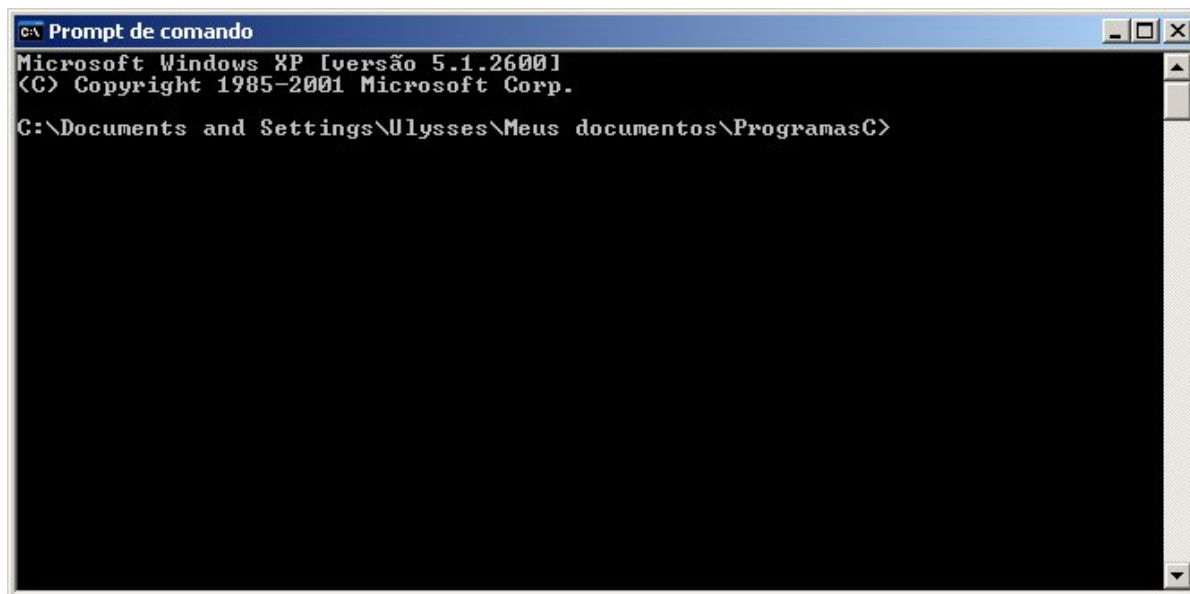 Prompt de comando
Microsoft Windows XP [versão 5.1.2600]
(C) Copyright 1985-2001 Microsoft Corp.
C:\Documents and Settings\Ulysses\Meus documentos\ProgramasC>